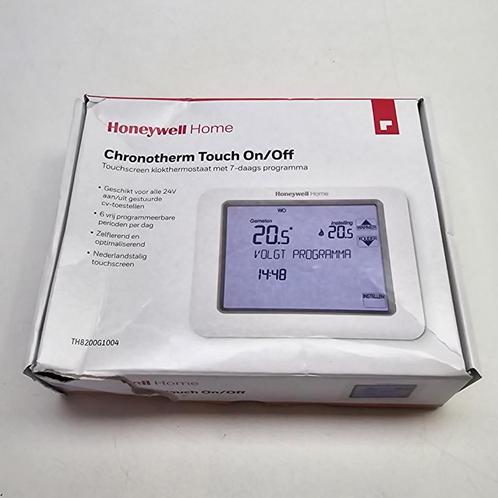 Honeywell Home
Chronotherm Touch On/Off
Touchscreen klokthermostaat met 7-daags programma
• Geschikt voor alle 24V
aan/uit gestuurde
cv-toestellen
• 6 vrij programmeerbare
perioden per dag
• Zelflerend en
optimaliserend
• Nederlandstalig
touchscreen
TH8200G1004
Honeywell Home
WO
Gemeten
20.5°
Instelling
20.5
WARMER
KOUDER
VOLGT PROGRAMMA
14:48
INSTELLEN
well Home
Touch On/Off